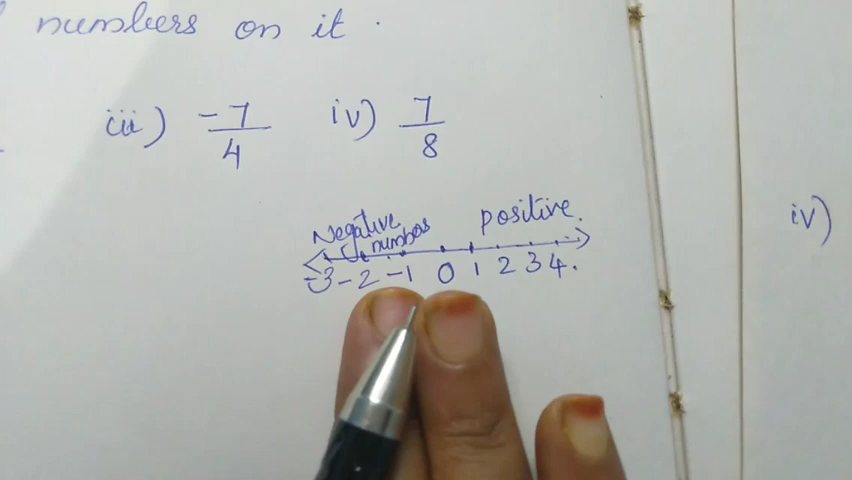 numbers on it.
iii) -7/4 iv) 7/8
iv)
Negative numbers positive.
-3 -2 -1 0 1 2 3 4.